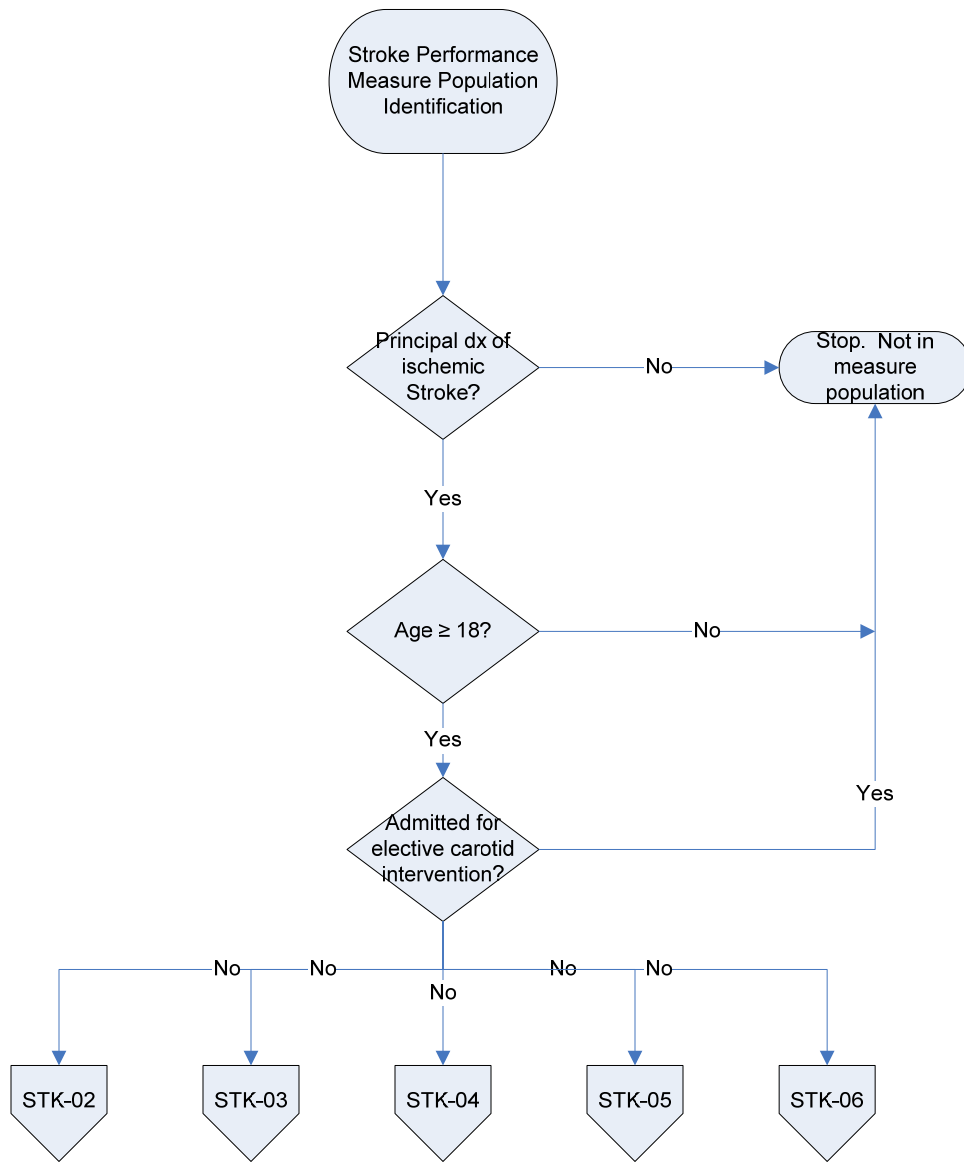 Stroke Performance
Measure Population
Identification
Principal dx of
ischemic
Stroke?
No
Stop.  Not in
measure
population
Yes
Age ≥ 18?
No
Yes
Yes
Admitted for
elective carotid
intervention?
No
No
No
No
No
STK-02
STK-03
STK-04
STK-05
STK-06